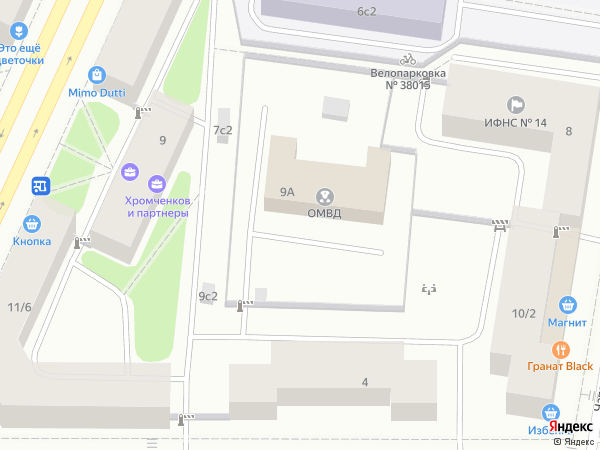 6с2
Это ещё
цветочки
Велопарковка
№ 38015
Mimo Dutti
ИФНС № 14
8
7с2
9
9А
Хромченков
и партнеры
ОМВД
Кнопка
9с2
11/6
10/2
Магнит
Гранат Black
4
Яндекс